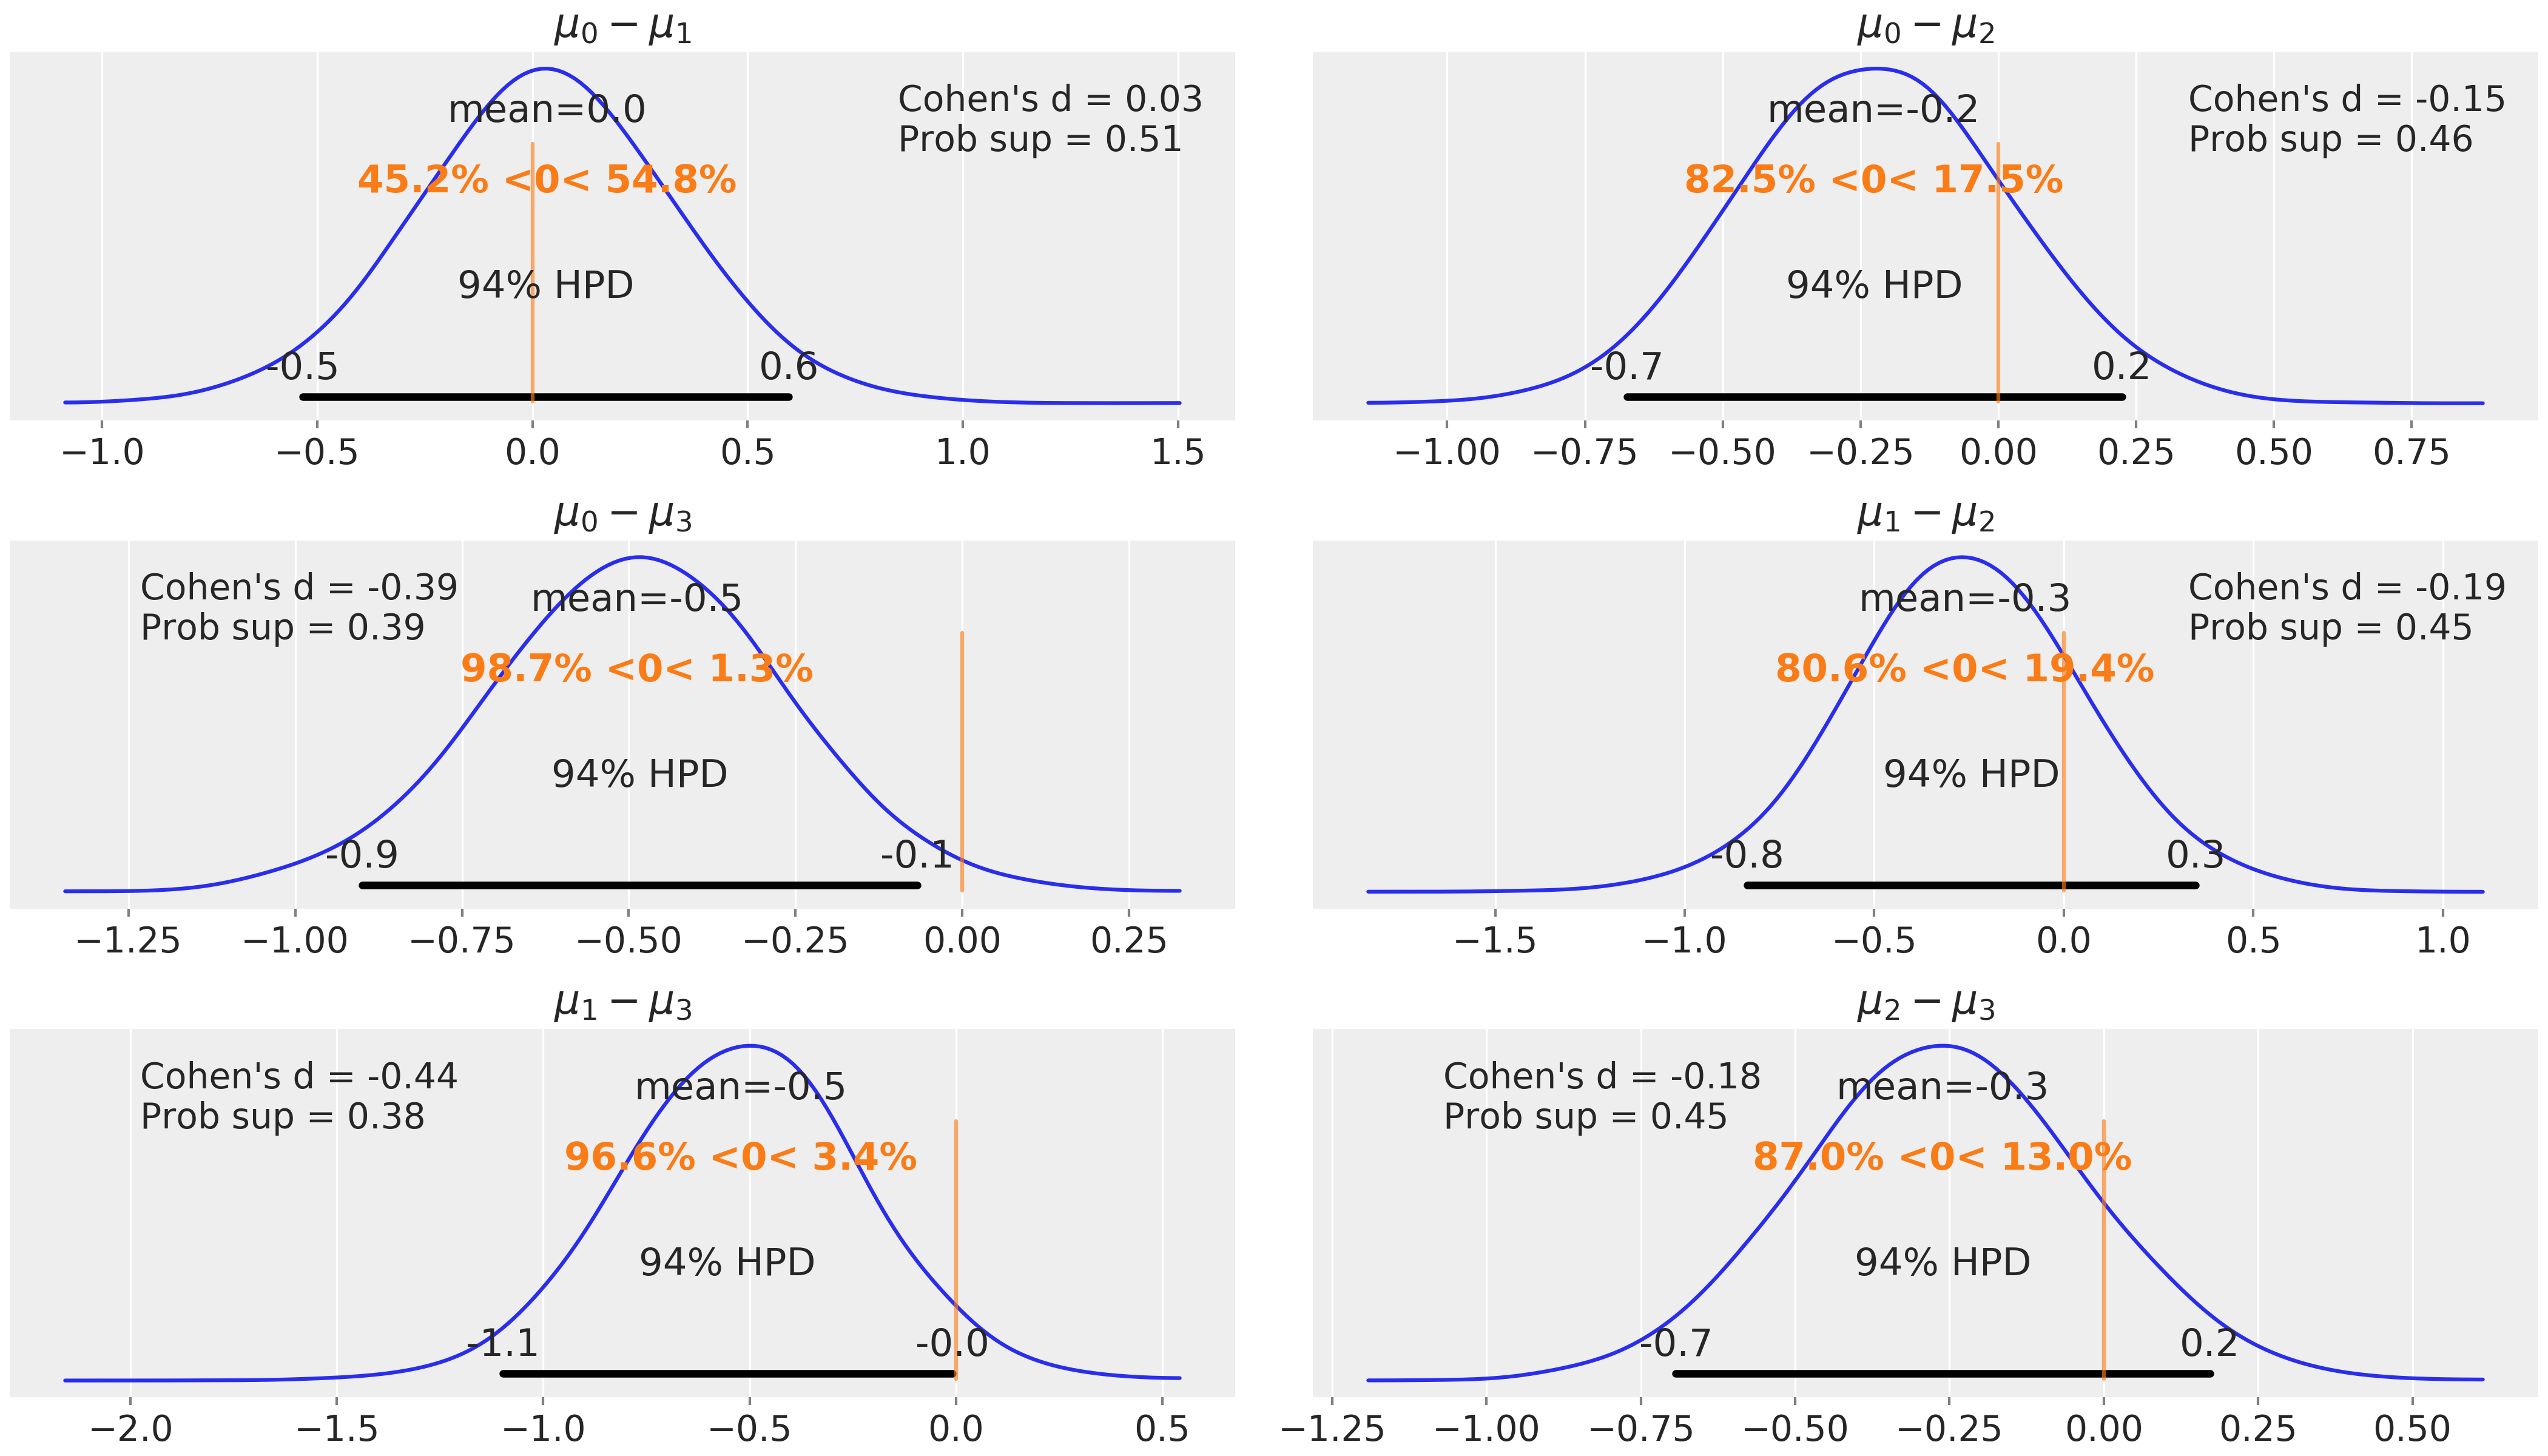 μ₀ − μ₁
Cohen's d = 0.03
Prob sup = 0.51
mean=0.0
45.2% <0< 54.8%
94% HPD
-0.5 0.6
−1.0 −0.5 0.0 0.5 1.0 1.5
μ₀ − μ₂
Cohen's d = -0.15
Prob sup = 0.46
mean=-0.2
82.5% <0< 17.5%
94% HPD
-0.7 0.2
−1.00 −0.75 −0.50 −0.25 0.00 0.25 0.50 0.75
μ₀ − μ₃
Cohen's d = -0.39
Prob sup = 0.39
mean=-0.5
98.7% <0< 1.3%
94% HPD
-0.9 -0.1
−1.25 −1.00 −0.75 −0.50 −0.25 0.00 0.25
μ₁ − μ₂
Cohen's d = -0.19
Prob sup = 0.45
mean=-0.3
80.6% <0< 19.4%
94% HPD
-0.8 0.3
−1.5 −1.0 −0.5 0.0 0.5 1.0
μ₁ − μ₃
Cohen's d = -0.44
Prob sup = 0.38
mean=-0.5
96.6% <0< 3.4%
94% HPD
-1.1 -0.0
−2.0 −1.5 −1.0 −0.5 0.0 0.5
μ₂ − μ₃
Cohen's d = -0.18
Prob sup = 0.45
mean=-0.3
87.0% <0< 13.0%
94% HPD
-0.7 0.2
−1.25 −1.00 −0.75 −0.50 −0.25 0.00 0.25 0.50